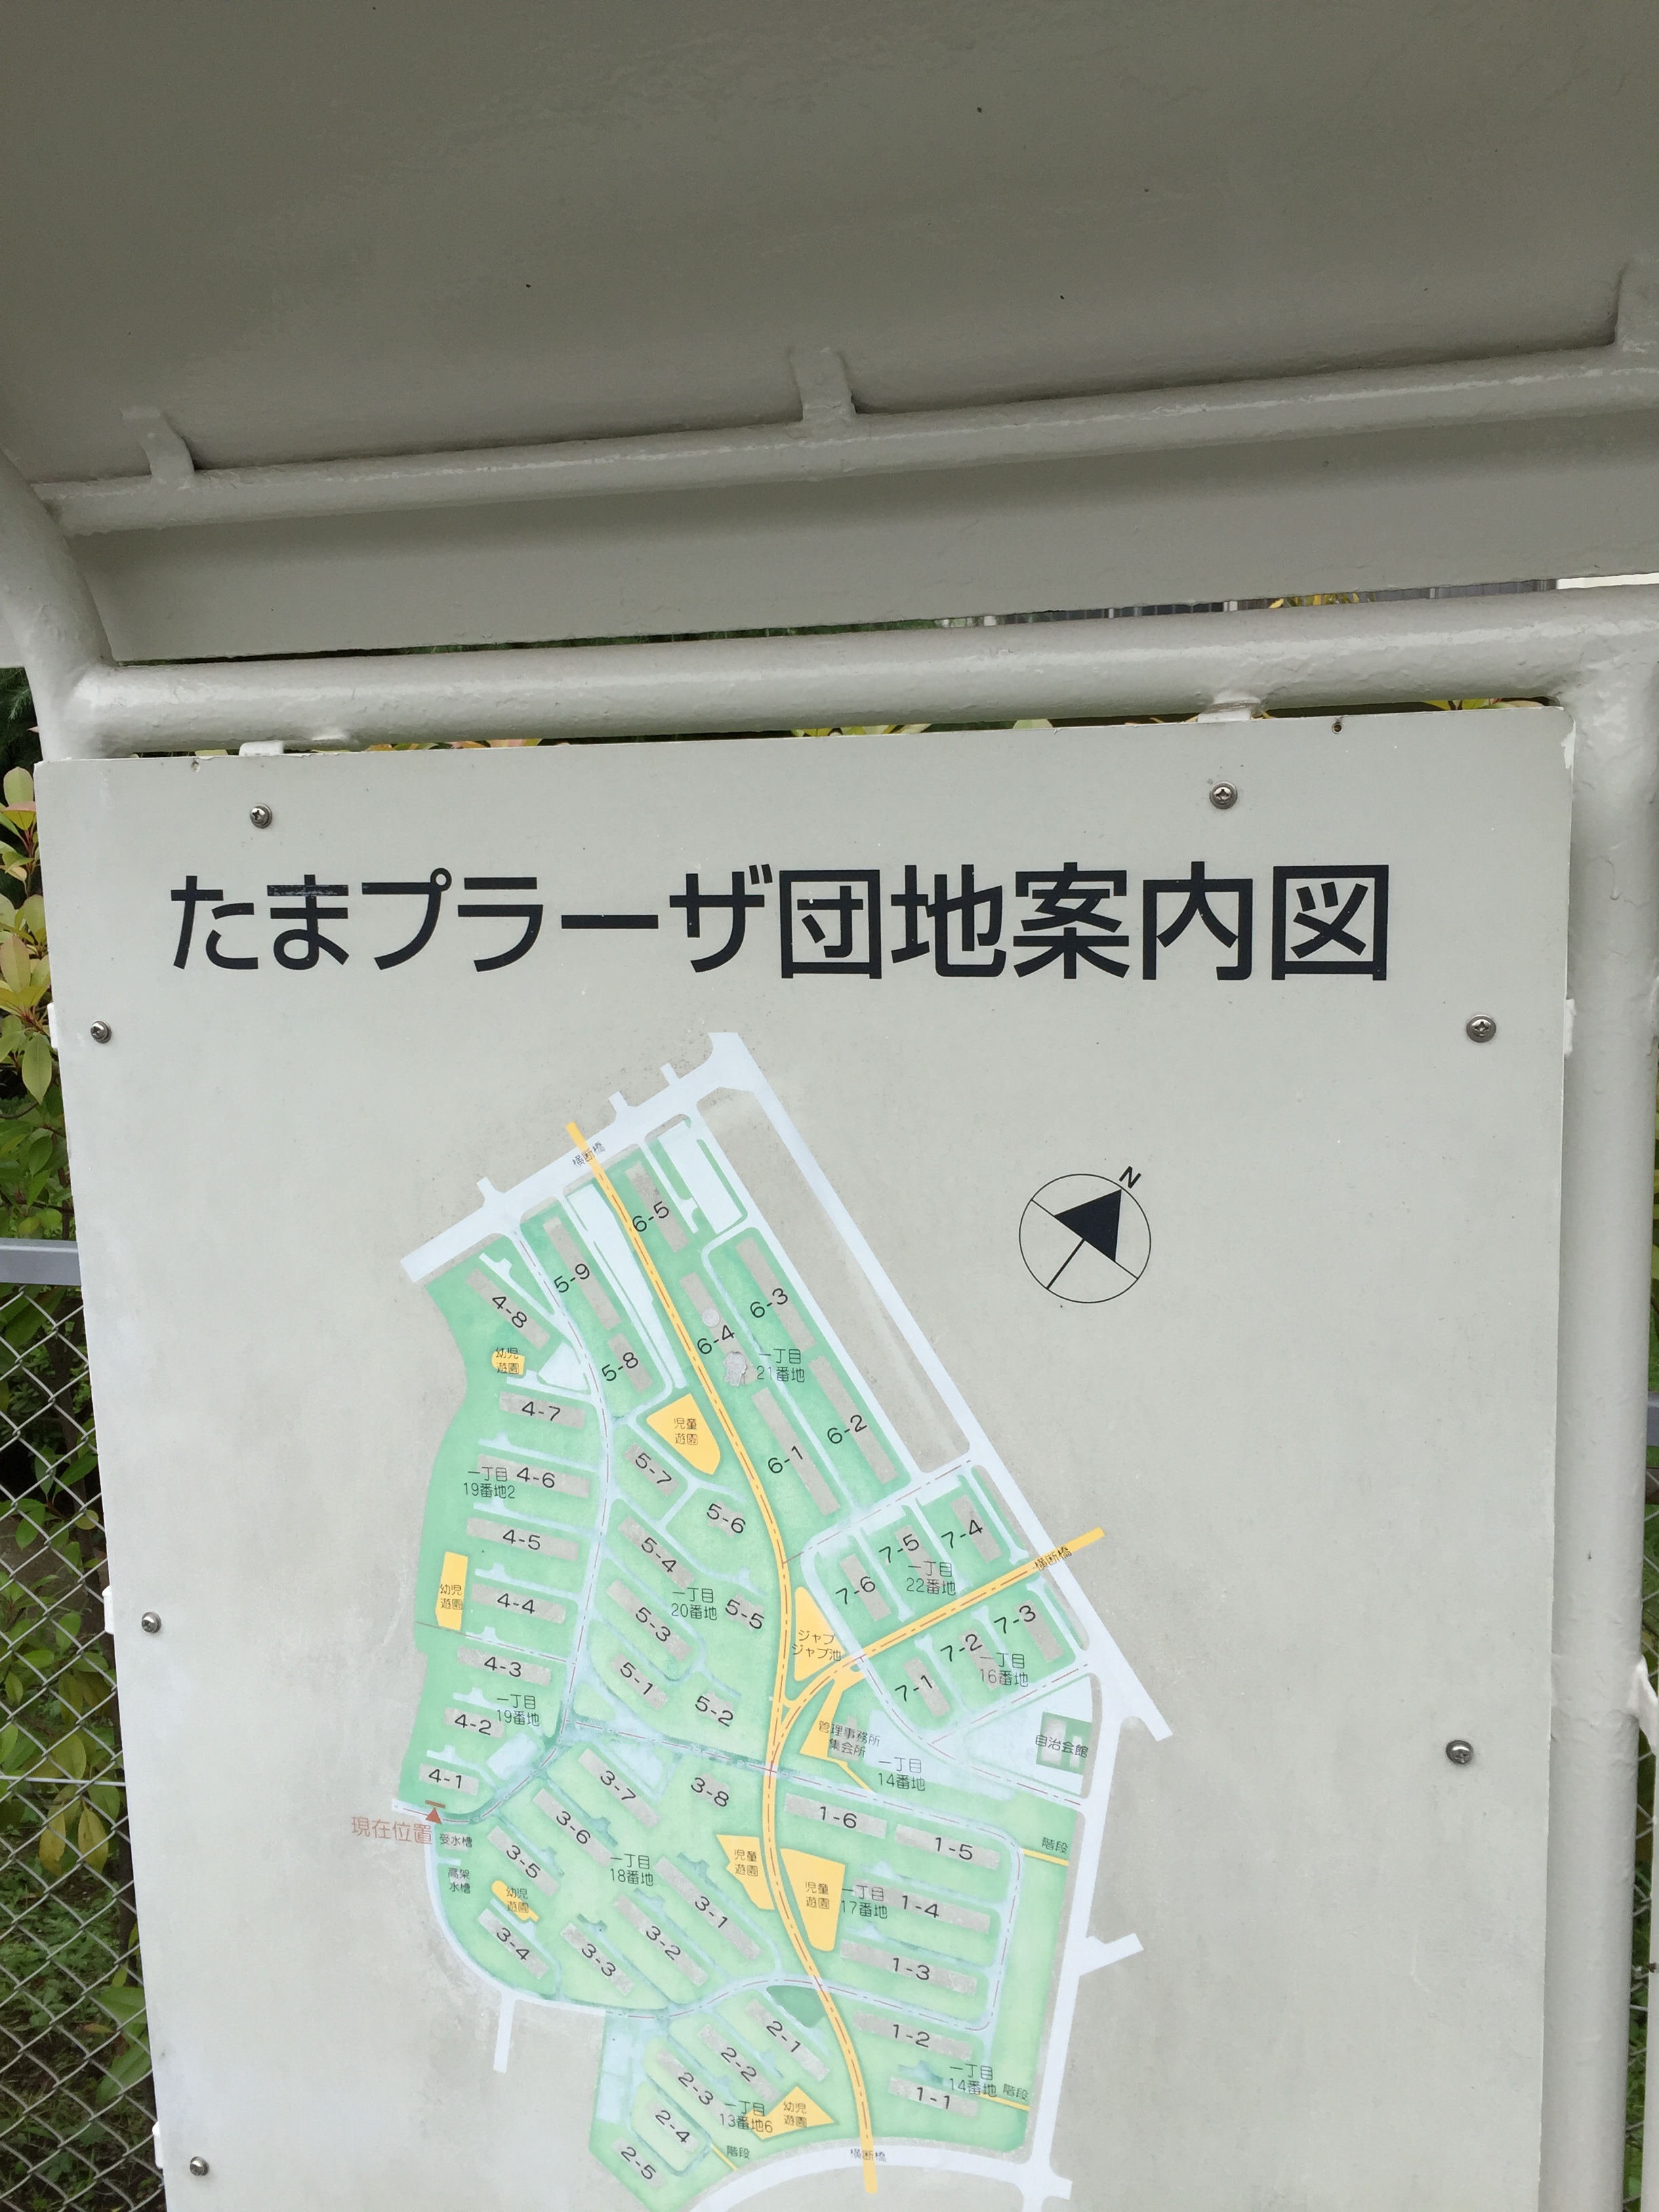 たまプラーザ団地案内図
N
横断橋
6-5
5-9
4-8
6-3
6-4
一丁目
21番地
幼児
遊園
5-8
4-7
児童
遊園
6-2
6-1
5-7
一丁目
19番地2
4-6
5-6
4-5
5-4
7-4
7-5
横断橋
一丁目
22番地
7-6
幼児
遊園
4-4
一丁目
20番地
5-5
5-3
7-3
7-2
ジャブ
ジャブ池
4-3
5-1
一丁目
16番地
7-1
一丁目
19番地
4-2
5-2
管理事務所
集会所
自治会館
一丁目
14番地
4-1
3-7
3-8
現在位置
受水槽
3-6
1-6
1-5
階段
高架
水槽
3-5
一丁目
18番地
児童
遊園
児童
遊園
一丁目
17番地
1-4
幼児
遊園
3-1
3-4
3-3
3-2
1-3
2-1
1-2
2-2
2-3
一丁目
14番地
階段
1-1
一丁目
13番地6
幼児
遊園
2-4
階段
横断橋
2-5